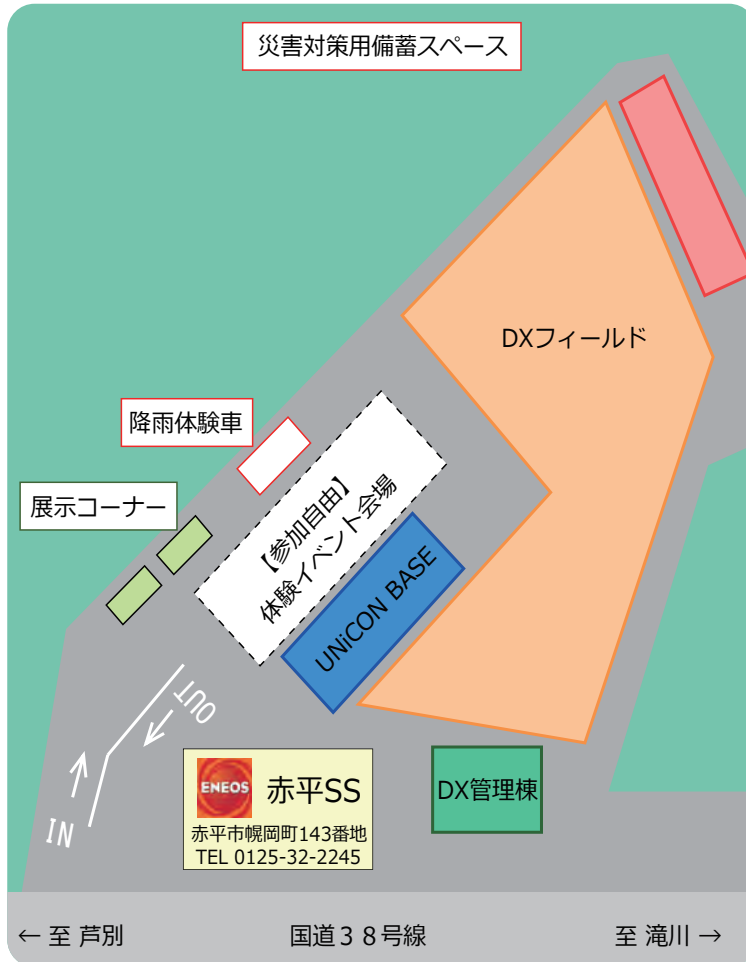 災害対策用備蓄スペース
DXフィールド
降雨体験車
展示コーナー
【参加自由】
体験イベント会場
UNiCON BASE
OUT
IN
ENEOS 赤平SS
赤平市幌岡町143番地
TEL 0125-32-2245
DX管理棟
← 至 芦別 国道３８号線 至 滝川 →